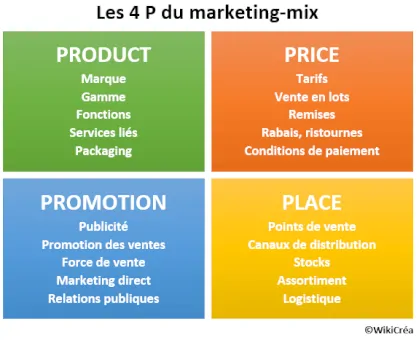 Les 4 P du marketing-mix
PRODUCT
Marque
Gamme
Fonctions
Services liés
Packaging
PRICE
Tarifs
Vente en lots
Remises
Rabais, ristournes
Conditions de paiement
PROMOTION
Publicité
Promotion des ventes
Force de vente
Marketing direct
Relations publiques
PLACE
Points de vente
Canaux de distribution
Stocks
Assortiment
Logistique
©WikiCréa